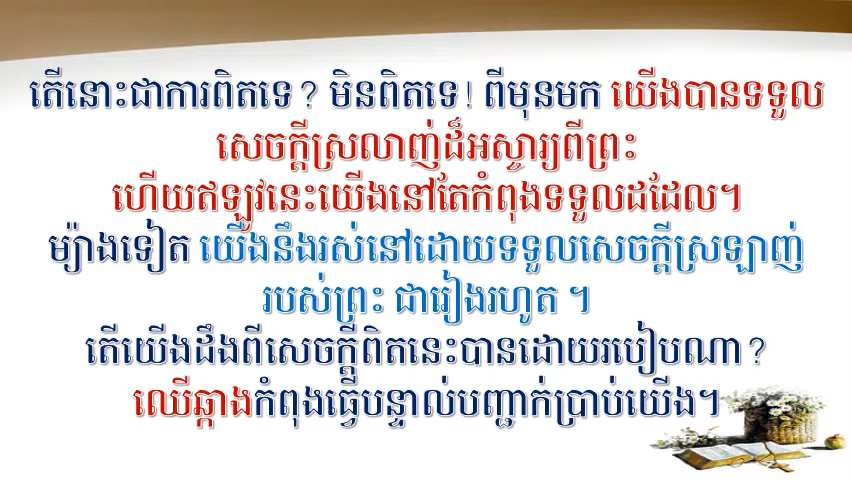 តើនោះជាការពិតទេ? មិនពិតទេ! ពីមុនមក យើងបានទទួល
សេចក្ដីស្រលាញ់ដ៏អស្ចារ្យពីព្រះ
ហើយឥឡូវនេះយើងនៅតែកំពុងទទួលដដែល។
ម្យ៉ាងទៀត យើងនឹងរស់នៅដោយទទួលសេចក្ដីស្រឡាញ់
របស់ព្រះ ជារៀងរហូត ។
តើយើងដឹងពីសេចក្ដីពិតនេះបានដោយរបៀបណា?
ឈើឆ្កាងកំពុងធ្វើបន្ទាល់បញ្ជាក់ប្រាប់យើង។